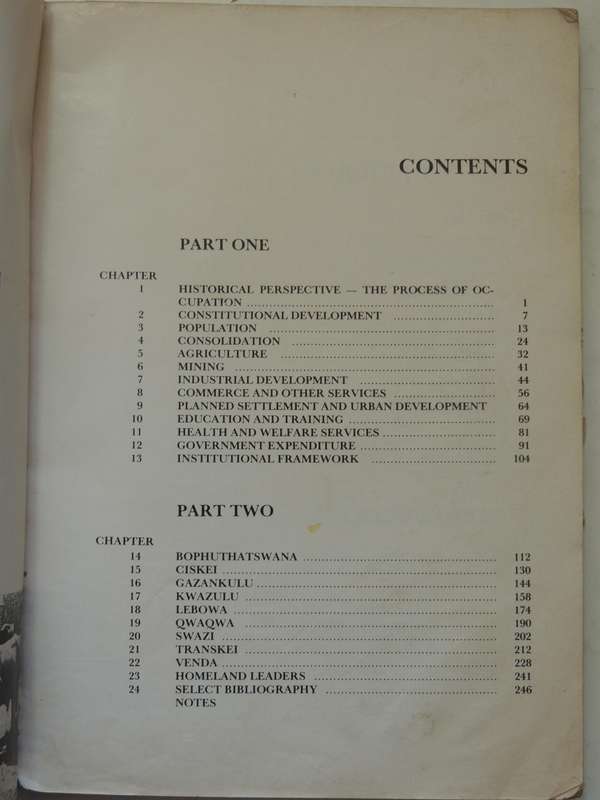 CONTENTS
PART ONE
CHAPTER
1 HISTORICAL PERSPECTIVE — THE PROCESS OF OC-
CUPATION ........ 1
2 CONSTITUTIONAL DEVELOPMENT ........ 7
3 POPULATION ........ 13
4 CONSOLIDATION ........ 24
5 AGRICULTURE ........ 32
6 MINING ........ 41
7 INDUSTRIAL DEVELOPMENT ........ 44
8 COMMERCE AND OTHER SERVICES ........ 56
9 PLANNED SETTLEMENT AND URBAN DEVELOPMENT 64
10 EDUCATION AND TRAINING ........ 69
11 HEALTH AND WELFARE SERVICES ........ 81
12 GOVERNMENT EXPENDITURE ........ 91
13 INSTITUTIONAL FRAMEWORK ........ 104
PART TWO
CHAPTER
14 BOPHUTHATSWANA ........ 112
15 CISKEI ........ 130
16 GAZANKULU ........ 144
17 KWAZULU ........ 158
18 LEBOWA ........ 174
19 QWAQWA ........ 190
20 SWAZI ........ 202
21 TRANSKEI ........ 212
22 VENDA ........ 228
23 HOMELAND LEADERS ........ 241
24 SELECT BIBLIOGRAPHY ........ 246
NOTES